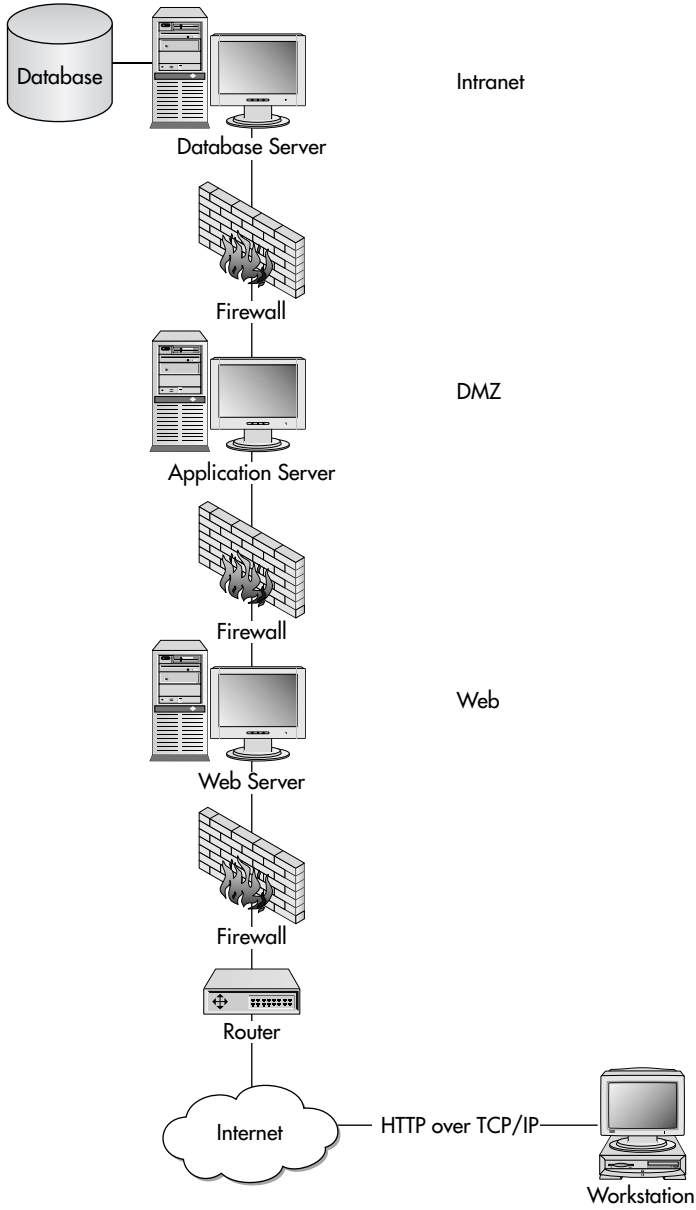 Database
Intranet
Database Server
Firewall
DMZ
Application Server
Firewall
Web
Web Server
Firewall
Router
Internet
HTTP over TCP/IP
Workstation